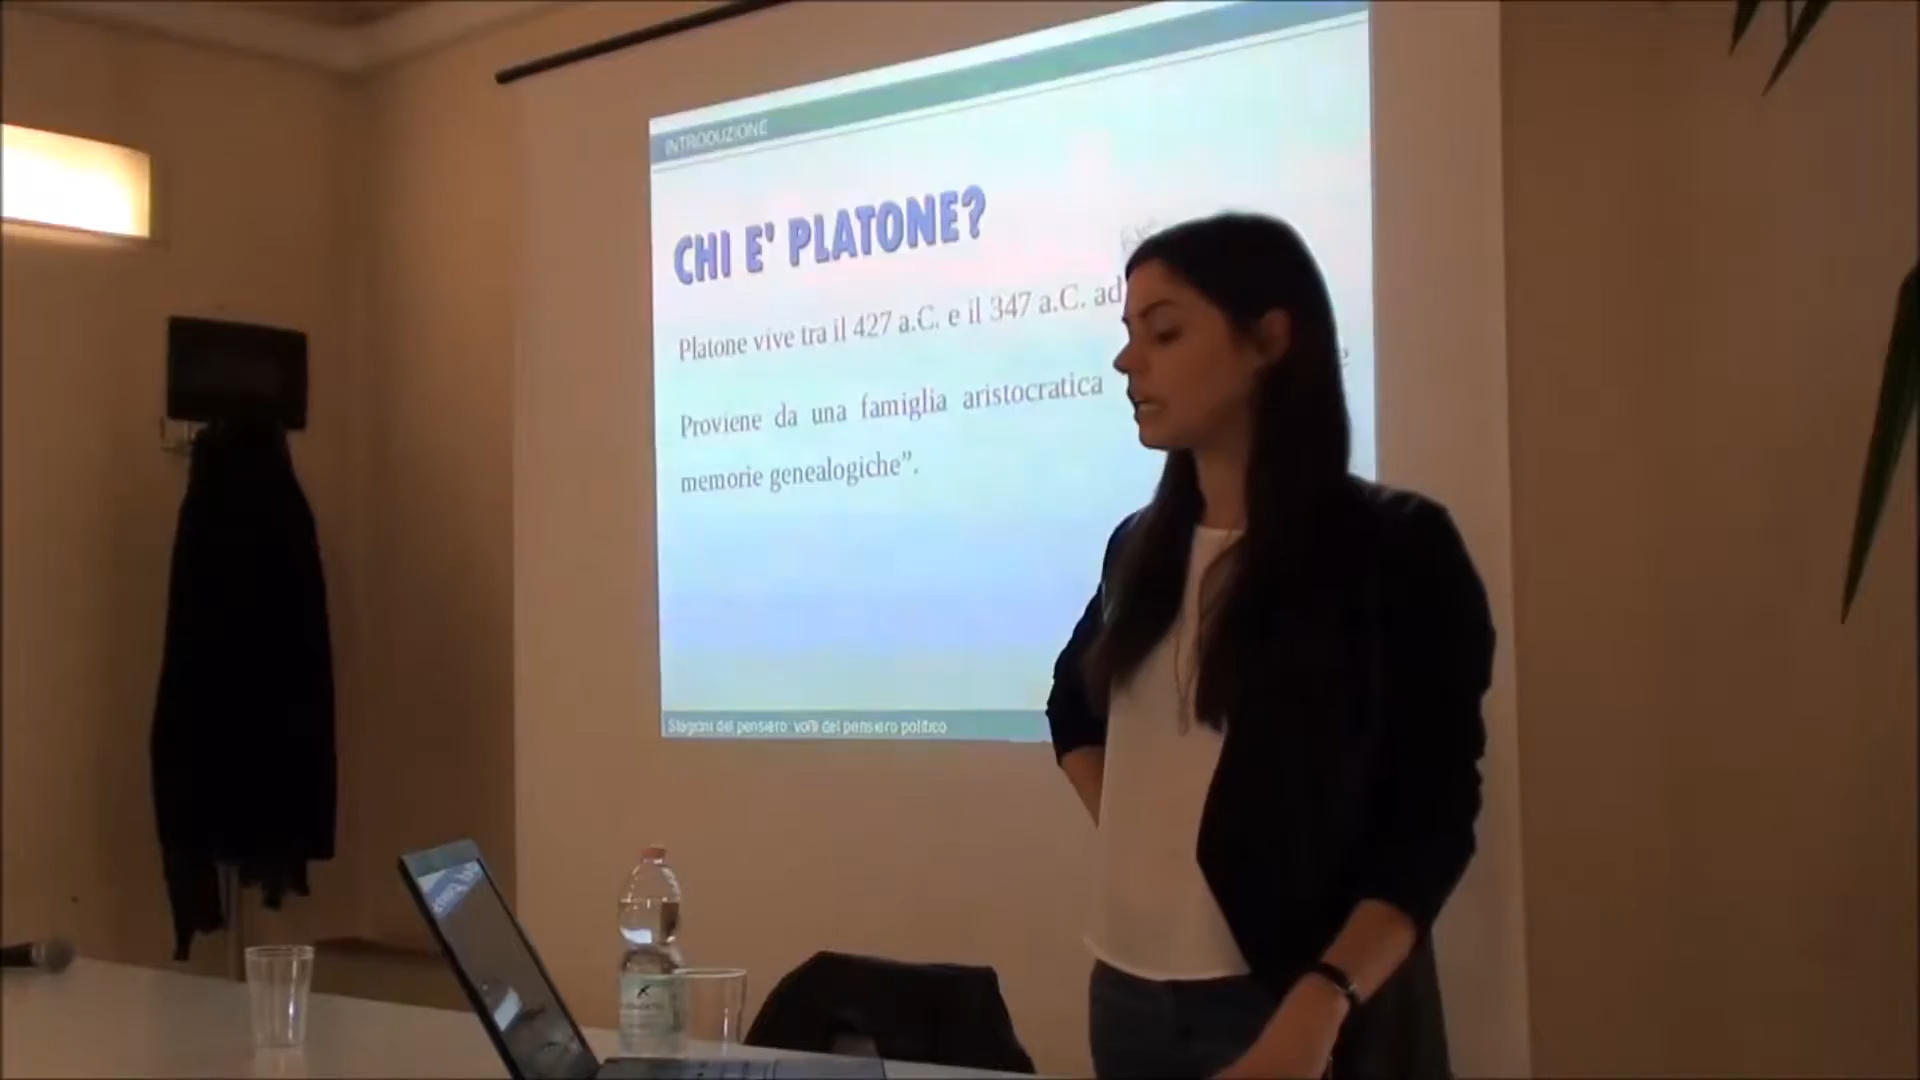 INTRODUZIONE
CHI E' PLATONE?
Platone vive tra il 427 a.C. e il 347 a.C. ad
Proviene da una famiglia aristocratica
memorie genealogiche”.
Stagioni del pensiero: volti del pensiero politico